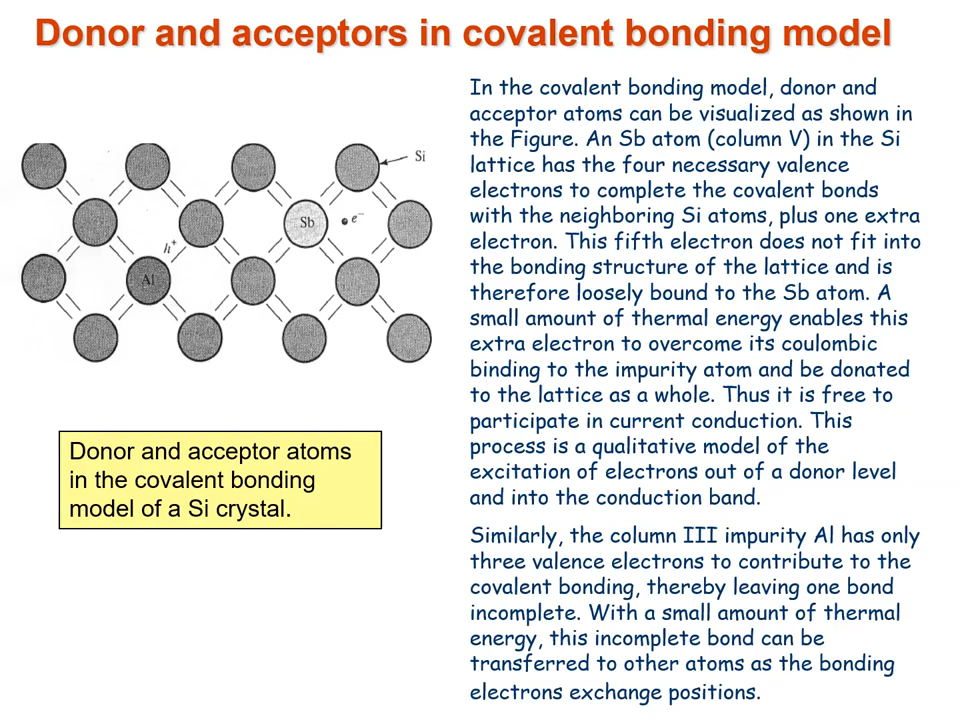 Donor and acceptors in covalent bonding model
In the covalent bonding model, donor and
acceptor atoms can be visualized as shown in
the Figure. An Sb atom (column V) in the Si
lattice has the four necessary valence
electrons to complete the covalent bonds
with the neighboring Si atoms, plus one extra
electron. This fifth electron does not fit into
the bonding structure of the lattice and is
therefore loosely bound to the Sb atom. A
small amount of thermal energy enables this
extra electron to overcome its coulombic
binding to the impurity atom and be donated
to the lattice as a whole. Thus it is free to
participate in current conduction. This
process is a qualitative model of the
excitation of electrons out of a donor level
and into the conduction band.
Similarly, the column III impurity Al has only
three valence electrons to contribute to the
covalent bonding, thereby leaving one bond
incomplete. With a small amount of thermal
energy, this incomplete bond can be
transferred to other atoms as the bonding
electrons exchange positions.
Si
Sb
e⁻
h⁺
Al
Donor and acceptor atoms
in the covalent bonding
model of a Si crystal.